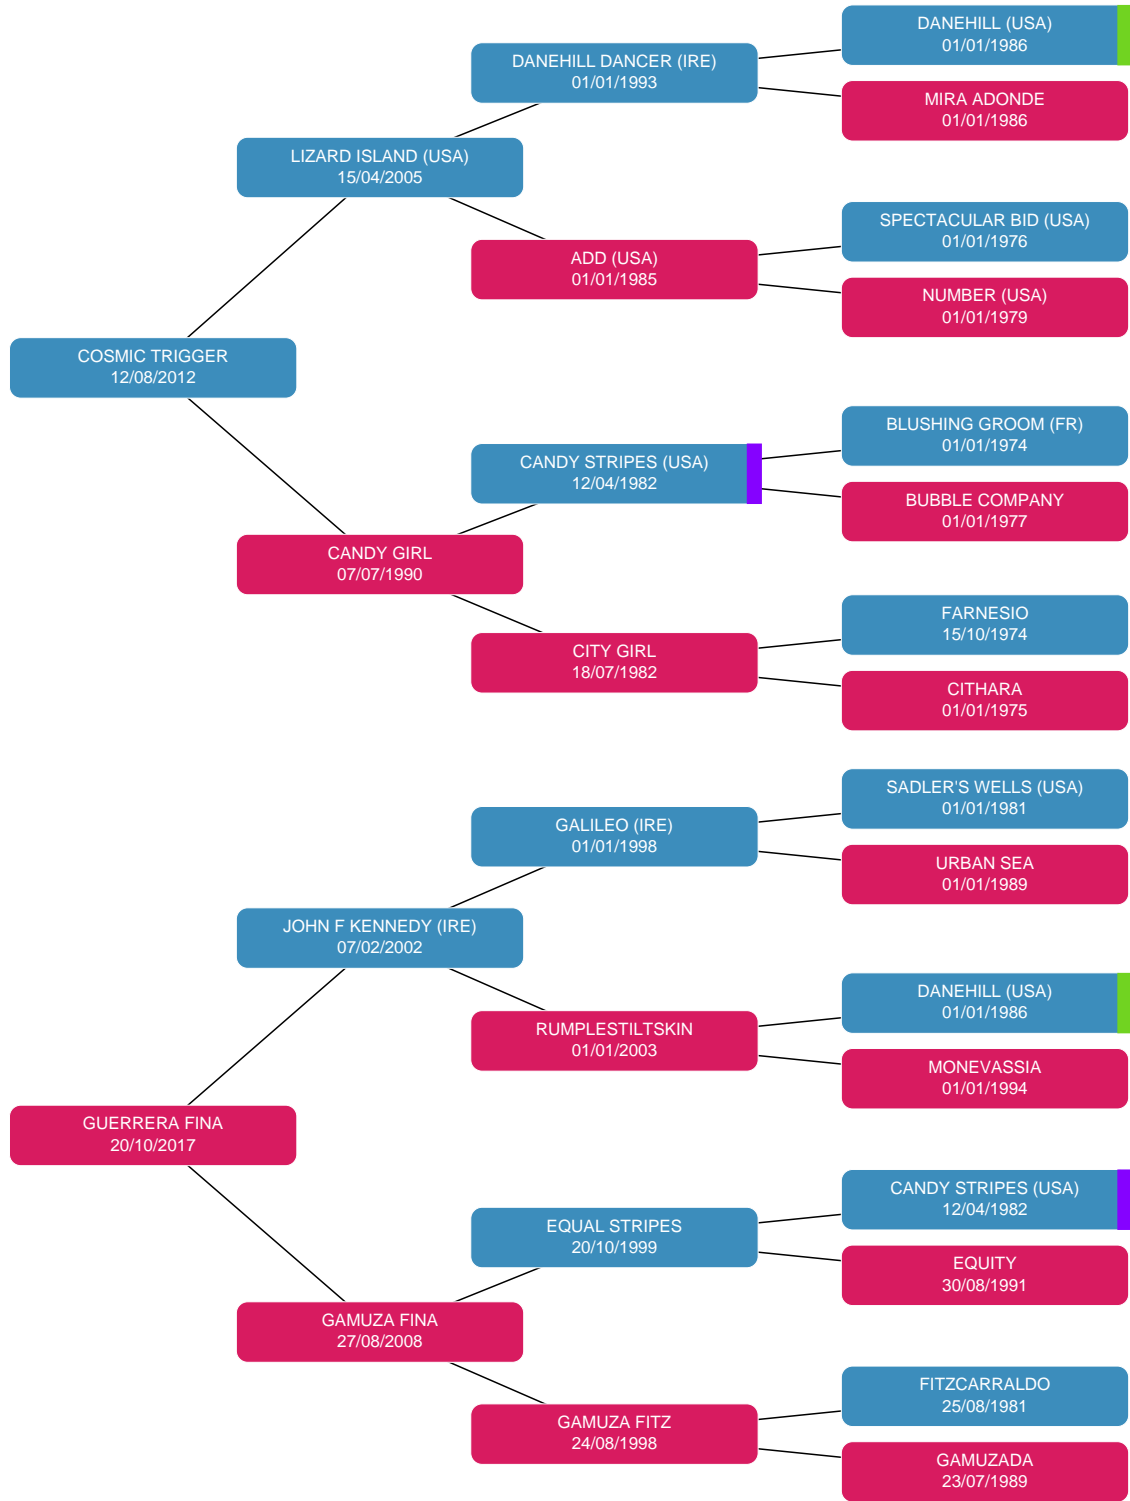 DANEHILL (USA)
01/01/1986
DANEHILL DANCER (IRE)
01/01/1993
MIRA ADONDE
01/01/1986
LIZARD ISLAND (USA)
15/04/2005
SPECTACULAR BID (USA)
01/01/1976
ADD (USA)
01/01/1985
NUMBER (USA)
01/01/1979
COSMIC TRIGGER
12/08/2012
BLUSHING GROOM (FR)
01/01/1974
CANDY STRIPES (USA)
12/04/1982
BUBBLE COMPANY
01/01/1977
CANDY GIRL
07/07/1990
FARNESIO
15/10/1974
CITY GIRL
18/07/1982
CITHARA
01/01/1975
SADLER'S WELLS (USA)
01/01/1981
GALILEO (IRE)
01/01/1998
URBAN SEA
01/01/1989
JOHN F KENNEDY (IRE)
07/02/2002
DANEHILL (USA)
01/01/1986
RUMPLESTILTSKIN
01/01/2003
MONEVASSIA
01/01/1994
GUERRERA FINA
20/10/2017
CANDY STRIPES (USA)
12/04/1982
EQUAL STRIPES
20/10/1999
EQUITY
30/08/1991
GAMUZA FINA
27/08/2008
FITZCARRALDO
25/08/1981
GAMUZA FITZ
24/08/1998
GAMUZADA
23/07/1989